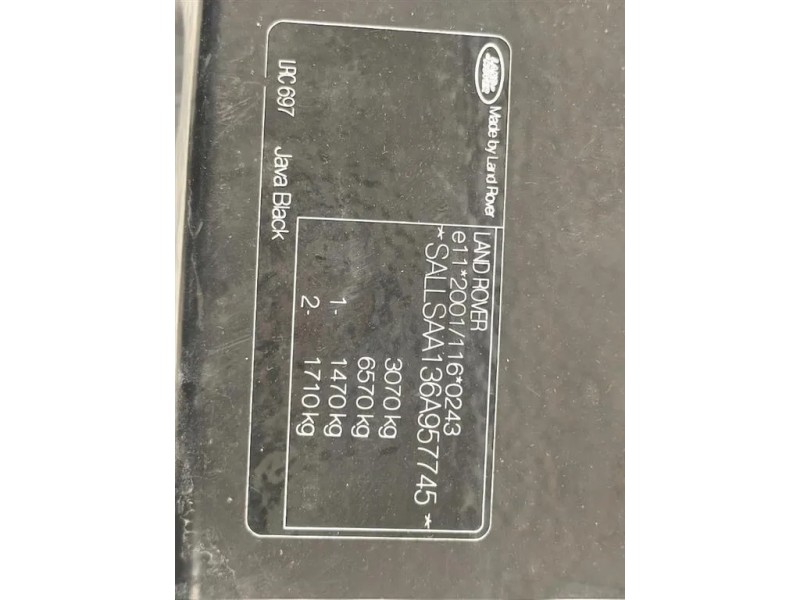 LAND ROVER
Made by Land Rover
LAND ROVER
e11*2001/116*0243
*SALLSAA136A957745*
3070 kg
6570 kg
1- 1470 kg
2- 1710 kg
LRC 697 Java Black